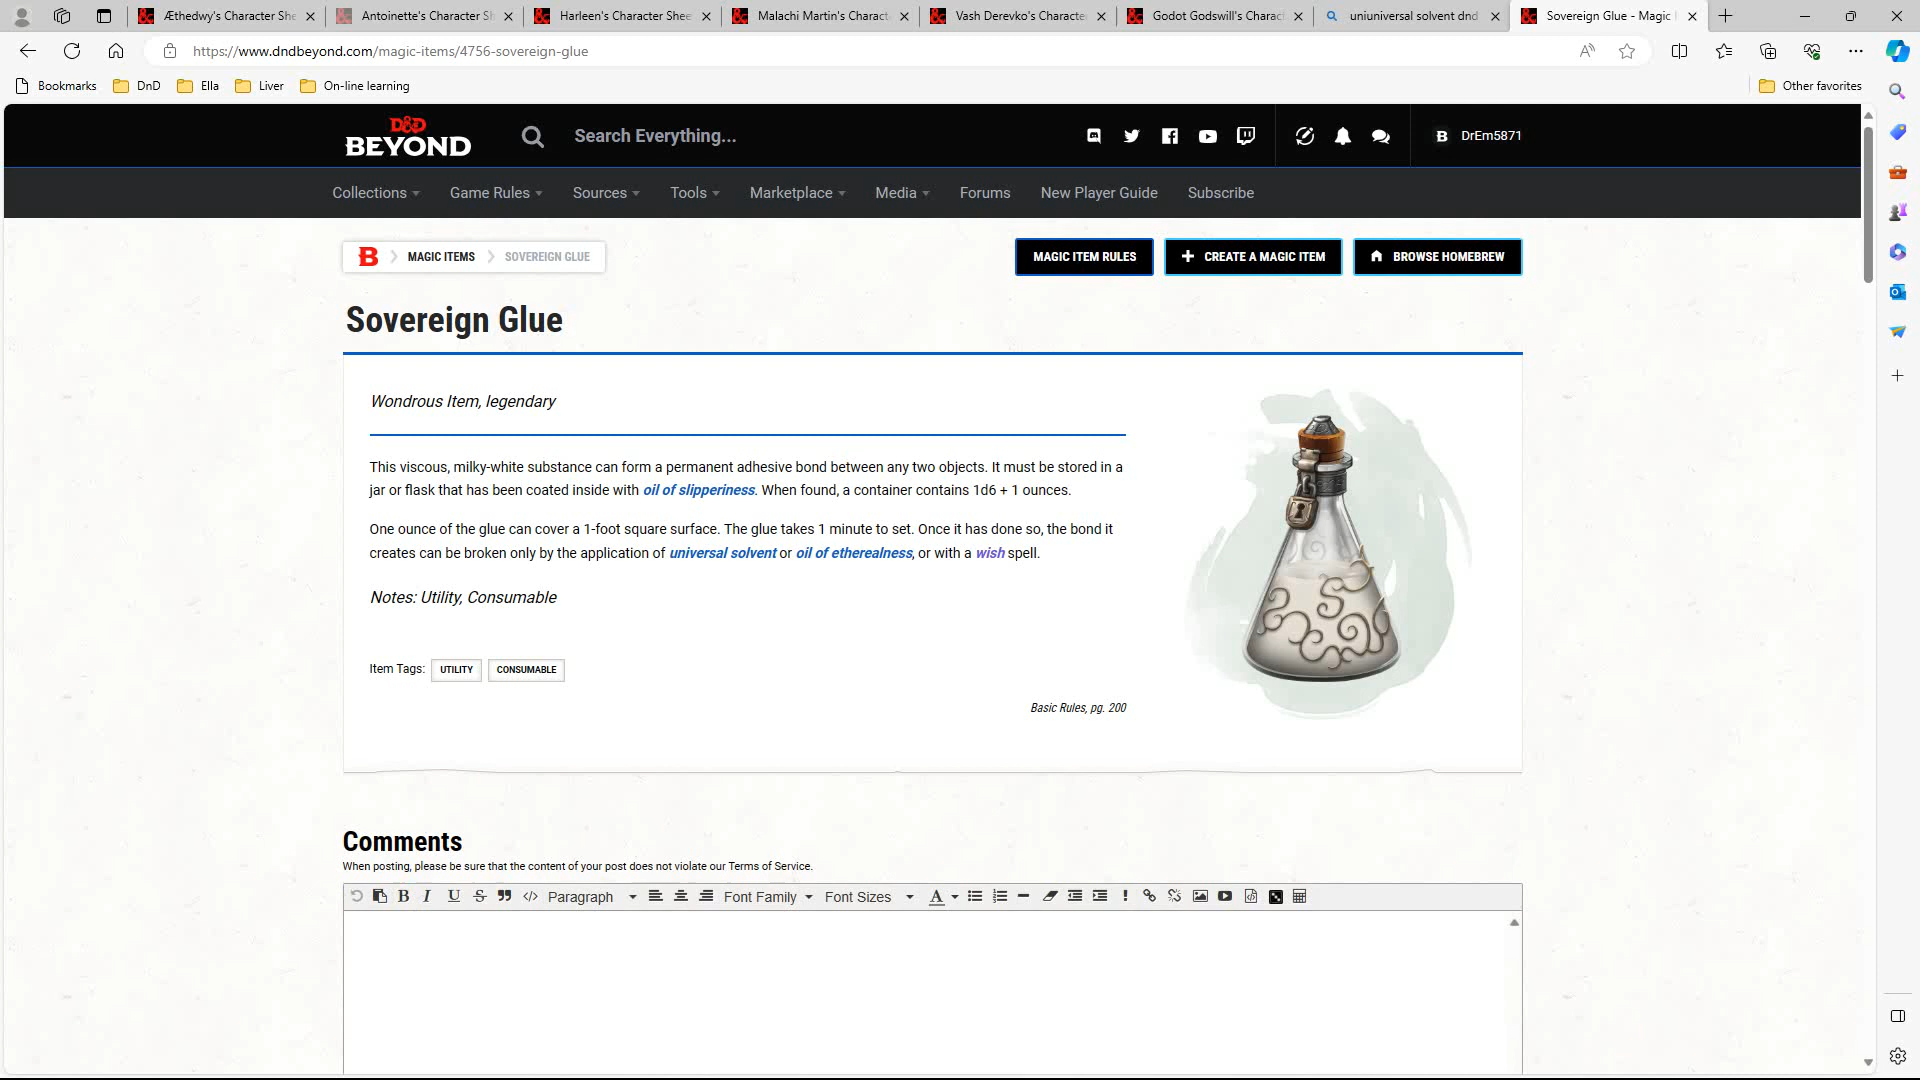 Æthedwy's Character She
Antoinette's Character Sh
Harleen's Character Shee
Malachi Martin's Charact
Vash Derevko's Characte
Godot Godswill's Charac
uniuniversal solvent dnd
Sovereign Glue - Magic
https://www.dndbeyond.com/magic-items/4756-sovereign-glue
Bookmarks
DnD
Ella
Liver
On-line learning
Other favorites
D&D
BEYOND
Search Everything...
DrEm5871
Collections
Game Rules
Sources
Tools
Marketplace
Media
Forums
New Player Guide
Subscribe
MAGIC ITEMS
SOVEREIGN GLUE
MAGIC ITEM RULES
CREATE A MAGIC ITEM
BROWSE HOMEBREW
Sovereign Glue
Wondrous Item, legendary
This viscous, milky-white substance can form a permanent adhesive bond between any two objects. It must be stored in a
jar or flask that has been coated inside with oil of slipperiness. When found, a container contains 1d6 + 1 ounces.
One ounce of the glue can cover a 1-foot square surface. The glue takes 1 minute to set. Once it has done so, the bond it
creates can be broken only by the application of universal solvent or oil of etherealness, or with a wish spell.
Notes: Utility, Consumable
Item Tags: UTILITY CONSUMABLE
Basic Rules, pg. 200
Comments
When posting, please be sure that the content of your post does not violate our Terms of Service.
Paragraph
Font Family
Font Sizes